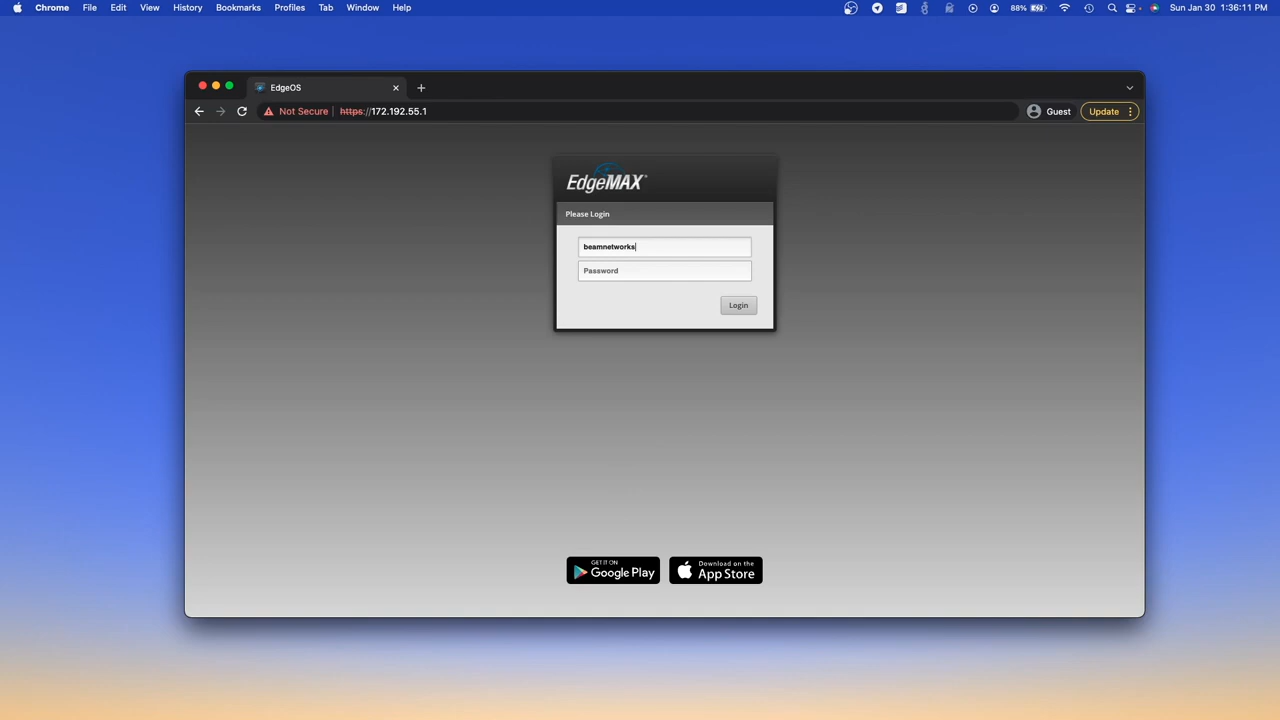 Chrome File Edit View History Bookmarks Profiles Tab Window Help 88% Sun Jan 30 1:36:11 PM
EdgeOS
Not Secure https://172.192.55.1 Guest Update
EdgeMAX
Please Login
beamnetworks
Password
Login
GET IT ON
Google Play
Download on the
App Store